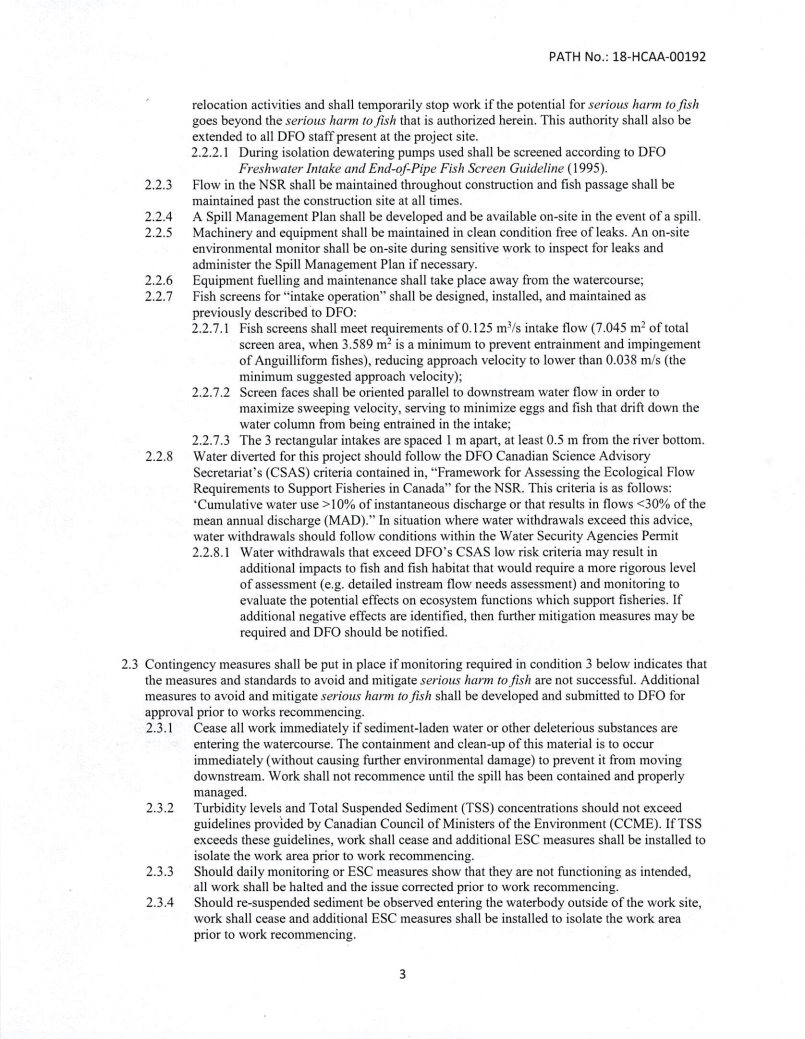 PATH No.: 18-HCAA-00192
relocation activities and shall temporarily stop work if the potential for serious harm to fish
goes beyond the serious harm to fish that is authorized herein. This authority shall also be
extended to all DFO staff present at the project site.
2.2.2.1 During isolation dewatering pumps used shall be screened according to DFO
Freshwater Intake and End-of-Pipe Fish Screen Guideline (1995).
2.2.3 Flow in the NSR shall be maintained throughout construction and fish passage shall be
maintained past the construction site at all times.
2.2.4 A Spill Management Plan shall be developed and be available on-site in the event of a spill.
2.2.5 Machinery and equipment shall be maintained in clean condition free of leaks. An on-site
environmental monitor shall be on-site during sensitive work to inspect for leaks and
administer the Spill Management Plan if necessary.
2.2.6 Equipment fuelling and maintenance shall take place away from the watercourse;
2.2.7 Fish screens for “intake operation” shall be designed, installed, and maintained as
previously described to DFO:
2.2.7.1 Fish screens shall meet requirements of 0.125 m³/s intake flow (7.045 m² of total
screen area, when 3.589 m² is a minimum to prevent entrainment and impingement
of Anguilliform fishes), reducing approach velocity to lower than 0.038 m/s (the
minimum suggested approach velocity);
2.2.7.2 Screen faces shall be oriented parallel to downstream water flow in order to
maximize sweeping velocity, serving to minimize eggs and fish that drift down the
water column from being entrained in the intake;
2.2.7.3 The 3 rectangular intakes are spaced 1 m apart, at least 0.5 m from the river bottom.
2.2.8 Water diverted for this project should follow the DFO Canadian Science Advisory
Secretariat’s (CSAS) criteria contained in, “Framework for Assessing the Ecological Flow
Requirements to Support Fisheries in Canada” for the NSR. This criteria is as follows:
‘Cumulative water use >10% of instantaneous discharge or that results in flows <30% of the
mean annual discharge (MAD).” In situation where water withdrawals exceed this advice,
water withdrawals should follow conditions within the Water Security Agencies Permit
2.2.8.1 Water withdrawals that exceed DFO’s CSAS low risk criteria may result in
additional impacts to fish and fish habitat that would require a more rigorous level
of assessment (e.g. detailed instream flow needs assessment) and monitoring to
evaluate the potential effects on ecosystem functions which support fisheries. If
additional negative effects are identified, then further mitigation measures may be
required and DFO should be notified.
2.3 Contingency measures shall be put in place if monitoring required in condition 3 below indicates that
the measures and standards to avoid and mitigate serious harm to fish are not successful. Additional
measures to avoid and mitigate serious harm to fish shall be developed and submitted to DFO for
approval prior to works recommencing.
2.3.1 Cease all work immediately if sediment-laden water or other deleterious substances are
entering the watercourse. The containment and clean-up of this material is to occur
immediately (without causing further environmental damage) to prevent it from moving
downstream. Work shall not recommence until the spill has been contained and properly
managed.
2.3.2 Turbidity levels and Total Suspended Sediment (TSS) concentrations should not exceed
guidelines provided by Canadian Council of Ministers of the Environment (CCME). If TSS
exceeds these guidelines, work shall cease and additional ESC measures shall be installed to
isolate the work area prior to work recommencing.
2.3.3 Should daily monitoring or ESC measures show that they are not functioning as intended,
all work shall be halted and the issue corrected prior to work recommencing.
2.3.4 Should re-suspended sediment be observed entering the waterbody outside of the work site,
work shall cease and additional ESC measures shall be installed to isolate the work area
prior to work recommencing.
3